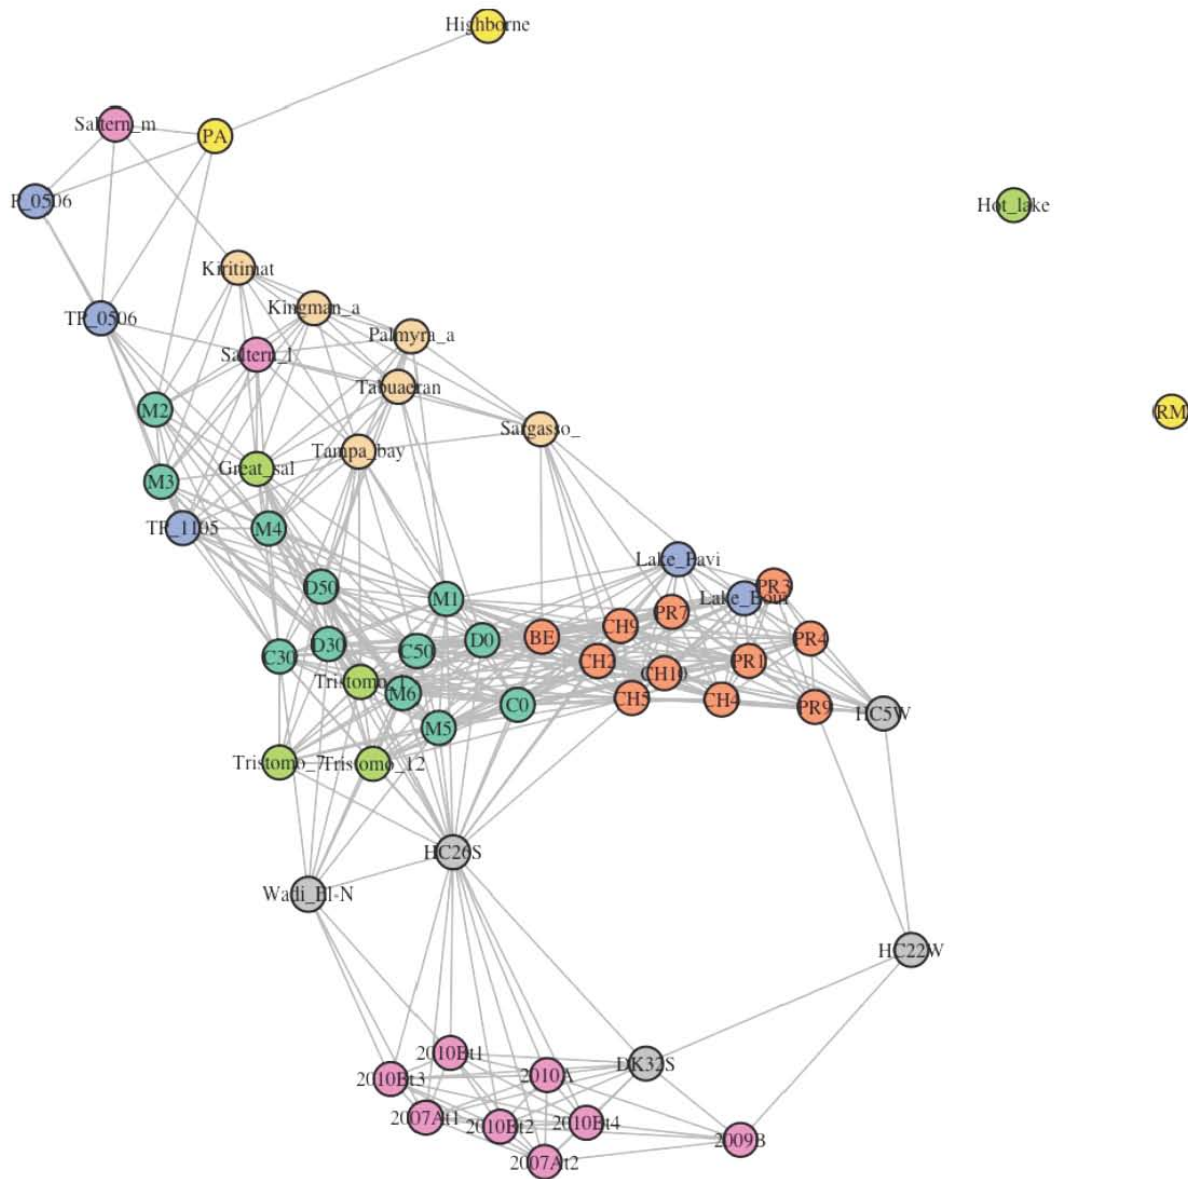 Highborne
Saltern_m
PA
P_0506
Hot_lake
Kiritimat
Kingman_a
TP_0506
Palmyra_a
Saltern_l
Tabuaeran
M2
RM
Sargasso_
Tampa_bay
Great_sal
M3
TP_1105
M4
Lake_Pavi
D50
PR3
M1
Lake_Bour
PR7
CH9
D0
BE
PR4
D30
C50
C30
CH2
PR1
CH10
Tristomo_
M6
CH5
CH4
C0
PR9
HC5W
M5
Tristomo_7
Tristomo_12
HC26S
Wadi_El-N
HC22W
2010Bt1
DK32S
2010Bt3
2010A
2007At1
2010Bt2
2010Bt4
2009B
2007At2